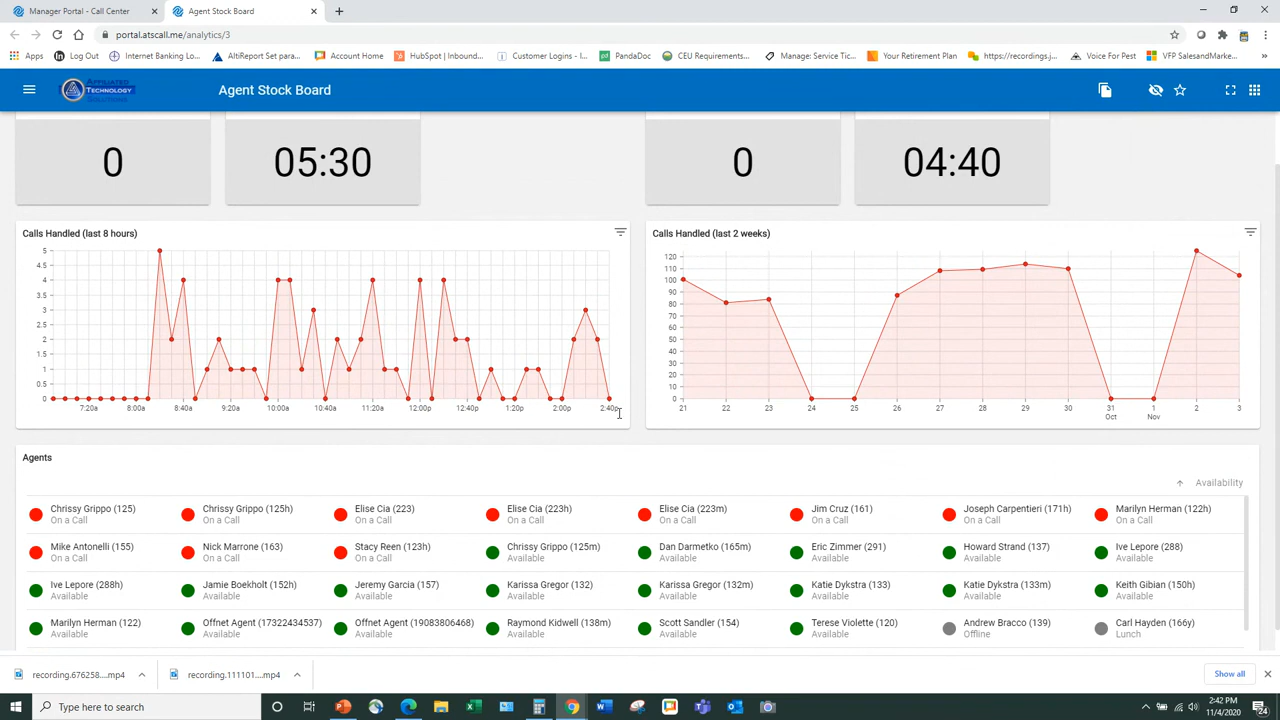 Manager Portal - Call Center
Agent Stock Board
portal.atscall.me/analytics/3
Apps
Log Out
Internet Banking Lo...
AltiReport Set para...
Account Home
HubSpot | Inbound...
Customer Logins - I...
PandaDoc
CEU Requirements...
Manage: Service Tic...
Your Retirement Plan
https://recordings.j...
Voice For Pest
VFP SalesandMarke...
AFFILIATED
TECHNOLOGY
SOLUTIONS
Agent Stock Board
0
05:30
0
04:40
Calls Handled (last 8 hours)
5
4.5
4
3.5
3
2.5
2
1.5
1
0.5
0
7:20a 8:00a 8:40a 9:20a 10:00a 10:40a 11:20a 12:00p 12:40p 1:20p 2:00p 2:40p
Calls Handled (last 2 weeks)
120
110
100
90
80
70
60
50
40
30
20
10
0
21 22 23 24 25 26 27 28 29 30 31 1 2 3
Oct Nov
Agents
Availability
Chrissy Grippo (125)
On a Call
Chrissy Grippo (125h)
On a Call
Elise Cia (223)
On a Call
Elise Cia (223h)
On a Call
Elise Cia (223m)
On a Call
Jim Cruz (161)
On a Call
Joseph Carpentieri (171h)
On a Call
Marilyn Herman (122h)
On a Call
Mike Antonelli (155)
On a Call
Nick Marrone (163)
On a Call
Stacy Reen (123h)
On a Call
Chrissy Grippo (125m)
Available
Dan Darmetko (165m)
Available
Eric Zimmer (291)
Available
Howard Strand (137)
Available
Ive Lepore (288)
Available
Ive Lepore (288h)
Available
Jamie Boekholt (152h)
Available
Jeremy Garcia (157)
Available
Karissa Gregor (132)
Available
Karissa Gregor (132m)
Available
Katie Dykstra (133)
Available
Katie Dykstra (133m)
Available
Keith Gibian (150h)
Available
Marilyn Herman (122)
Available
Offnet Agent (17322434537)
Available
Offnet Agent (19083806468)
Available
Raymond Kidwell (138m)
Available
Scott Sandler (154)
Available
Terese Violette (120)
Available
Andrew Bracco (139)
Offline
Carl Hayden (166y)
Lunch
recording.676258....mp4
recording.111101...mp4
Show all
Type here to search
2:42 PM
11/4/2020
24